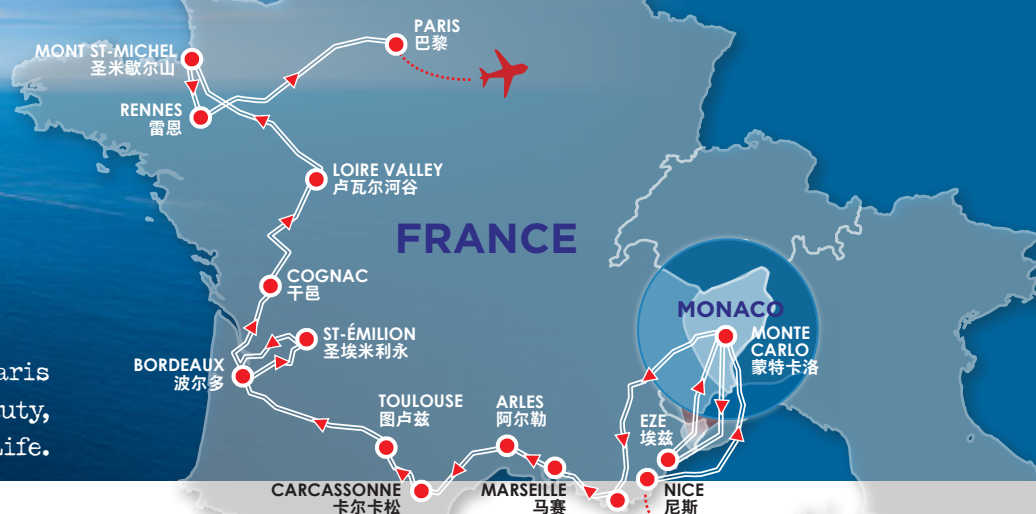 PARIS
巴黎
MONT ST-MICHEL
圣米歇尔山
RENNES
雷恩
LOIRE VALLEY
卢瓦尔河谷
FRANCE
COGNAC
干邑
MONACO
MONTE
CARLO
蒙特卡洛
ST-ÉMILION
圣埃米利永
BORDEAUX
波尔多
aris
uty,
ife.
TOULOUSE
图卢兹
ARLES
阿尔勒
EZE
埃兹
CARCASSONNE
卡尔卡松
MARSEILLE
马赛
NICE
尼斯